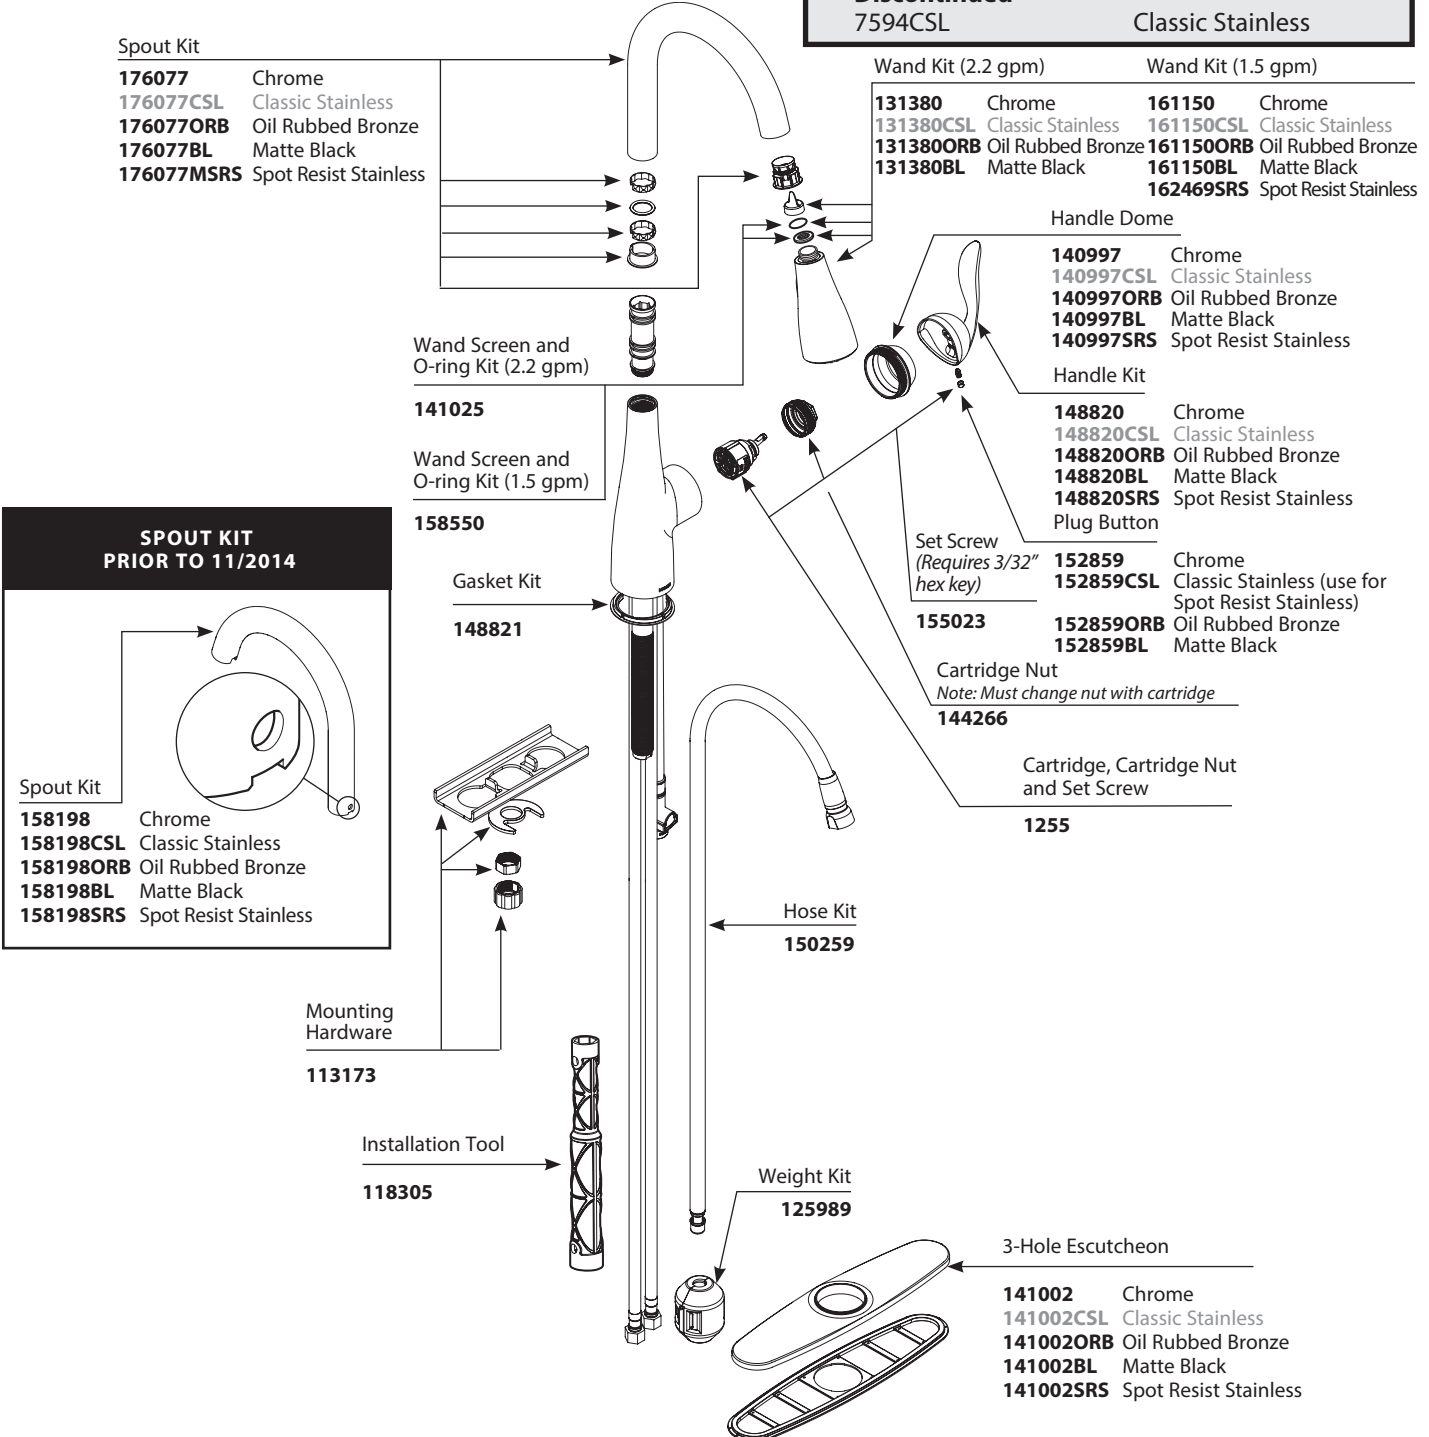 Discontinued
7594CSL Classic Stainless
Spout Kit
176077 Chrome
176077CSL Classic Stainless
176077ORB Oil Rubbed Bronze
176077BL Matte Black
176077MSRS Spot Resist Stainless
Wand Kit (2.2 gpm)
131380 Chrome
131380CSL Classic Stainless
131380ORB Oil Rubbed Bronze
131380BL Matte Black
Wand Kit (1.5 gpm)
161150 Chrome
161150CSL Classic Stainless
161150ORB Oil Rubbed Bronze
161150BL Matte Black
162469SRS Spot Resist Stainless
Handle Dome
140997 Chrome
140997CSL Classic Stainless
140997ORB Oil Rubbed Bronze
140997BL Matte Black
140997SRS Spot Resist Stainless
Wand Screen and
O-ring Kit (2.2 gpm)
141025
Wand Screen and
O-ring Kit (1.5 gpm)
158550
Handle Kit
148820 Chrome
148820CSL Classic Stainless
148820ORB Oil Rubbed Bronze
148820BL Matte Black
148820SRS Spot Resist Stainless
Plug Button
152859 Chrome
152859CSL Classic Stainless (use for
Spot Resist Stainless)
152859ORB Oil Rubbed Bronze
152859BL Matte Black
Set Screw
(Requires 3/32”
hex key)
155023
SPOUT KIT
PRIOR TO 11/2014
Spout Kit
158198 Chrome
158198CSL Classic Stainless
158198ORB Oil Rubbed Bronze
158198BL Matte Black
158198SRS Spot Resist Stainless
Gasket Kit
148821
Cartridge Nut
Note: Must change nut with cartridge
144266
Cartridge, Cartridge Nut
and Set Screw
1255
Hose Kit
150259
Mounting
Hardware
113173
Installation Tool
118305
Weight Kit
125989
3-Hole Escutcheon
141002 Chrome
141002CSL Classic Stainless
141002ORB Oil Rubbed Bronze
141002BL Matte Black
141002SRS Spot Resist Stainless